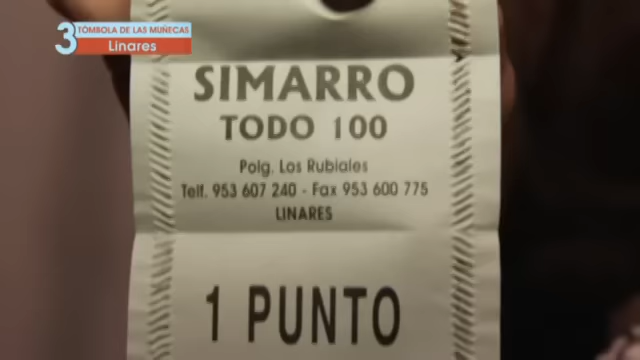 3 TÓMBOLA DE LAS MUÑECAS
Linares
SIMARRO
TODO 100
Polg. Los Rubiales
Telf. 953 607 240 - Fax 953 600 775
LINARES
1 PUNTO